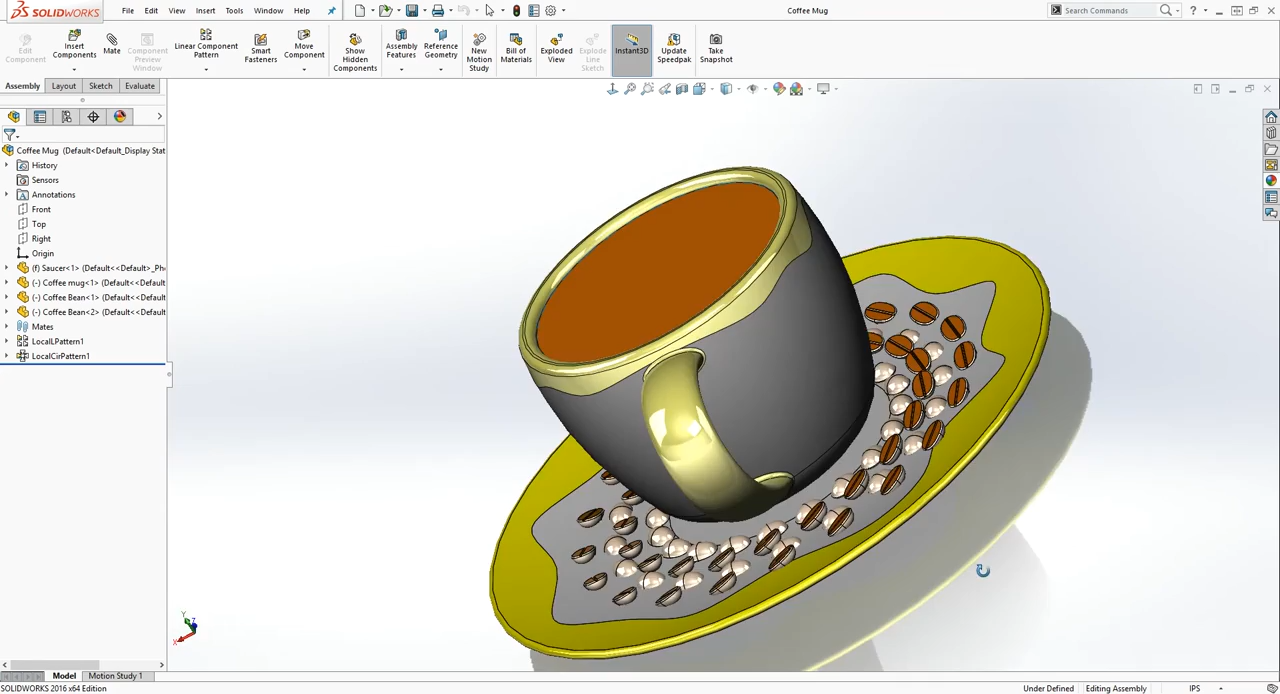 SOLIDWORKS File Edit View Insert Tools Window Help Coffee Mug Search Commands
Edit Component
Insert Components
Mate
Component Preview Window
Linear Component Pattern
Smart Fasteners
Move Component
Show Hidden Components
Assembly Features
Reference Geometry
New Motion Study
Bill of Materials
Exploded View
Explode Line Sketch
Instant3D
Update Speedpak
Take Snapshot
Assembly Layout Sketch Evaluate
Coffee Mug (Default<Default_Display Stat
History
Sensors
Annotations
Front
Top
Right
Origin
(f) Saucer<1> (Default<<Default>_Ph
(-) Coffee mug<1> (Default<<Defau
(-) Coffee Bean<1> (Default<<Defau
(-) Coffee Bean<2> (Default<<Defau
Mates
LocalLPattern1
LocalCirPattern1
Y
Z
X
Model Motion Study 1
SOLIDWORKS 2016 x64 Edition Under Defined Editing Assembly IPS